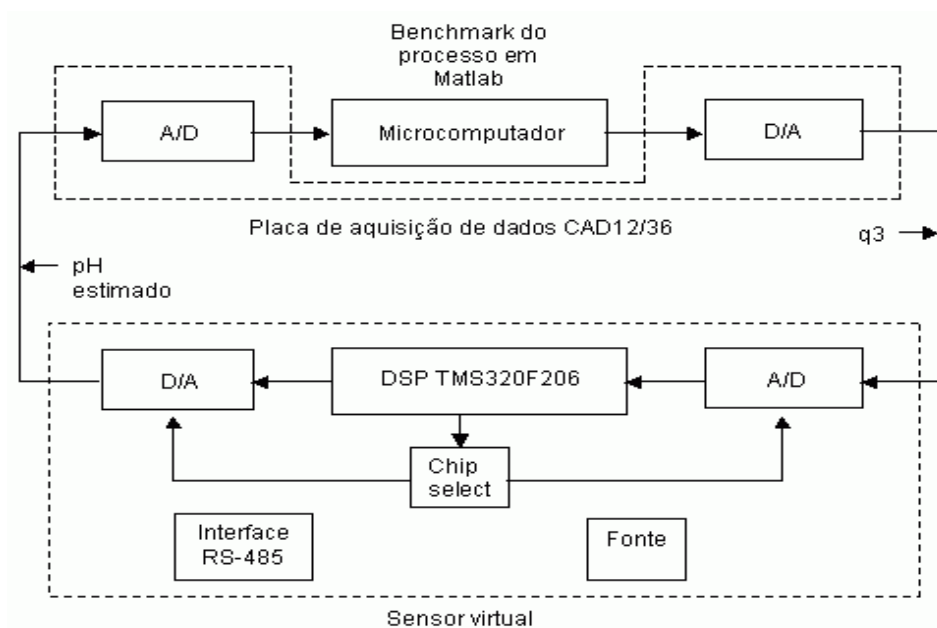 Benchmark do
processo em
Matlab
A/D
Microcomputador
D/A
Placa de aquisição de dados CAD12/36
q3
pH
estimado
D/A
DSP TMS320F206
A/D
Chip
select
Interface
RS-485
Fonte
Sensor virtual